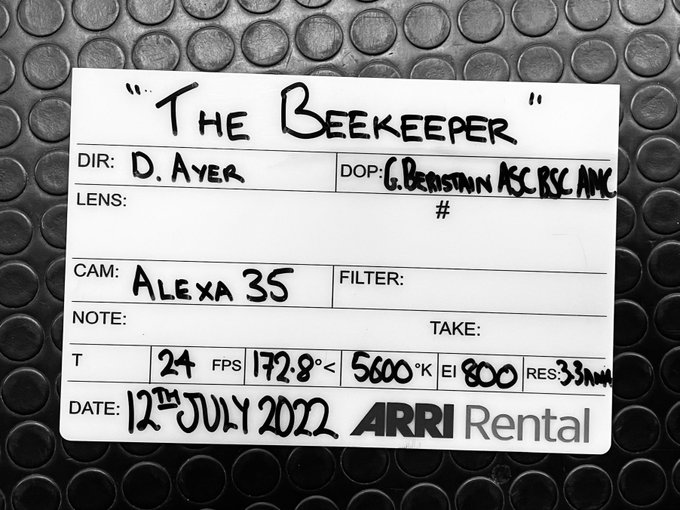 "THE BEEKEEPER"
DIR: D. AYER DOP: G. BERISTAIN ASC BSC AMC
LENS: #
CAM: ALEXA 35 FILTER:
NOTE: TAKE:
T 24 FPS 172.8°< 5600°K EI 800 RES: 3.3 ANA
DATE: 12TH JULY 2022 ARRI Rental